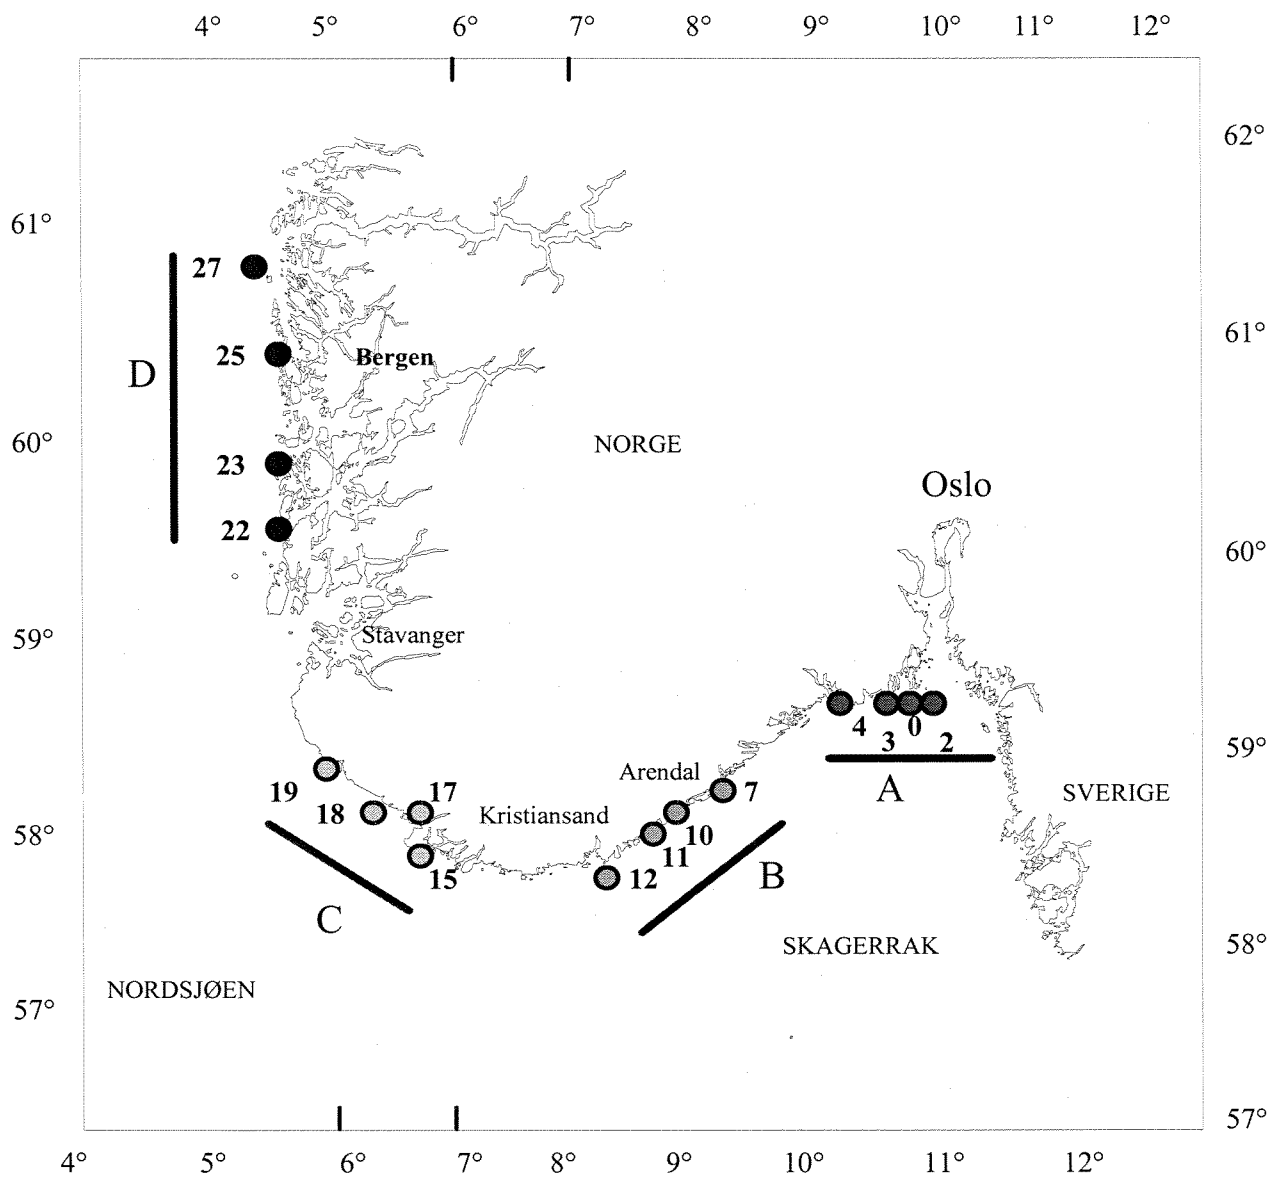 4° 5° 6° 7° 8° 9° 10° 11° 12°
62°
61°
27
61°
25
Bergen
D
60°
NORGE
23
Oslo
22
60°
59°
Stavanger
4
0
3
2
59°
Arendal
7
A
SVERIGE
19
17
18
Kristiansand
58°
10
11
15
12
B
C
58°
SKAGERRAK
NORDSJØEN
57°
57°
4° 5° 6° 7° 8° 9° 10° 11° 12°